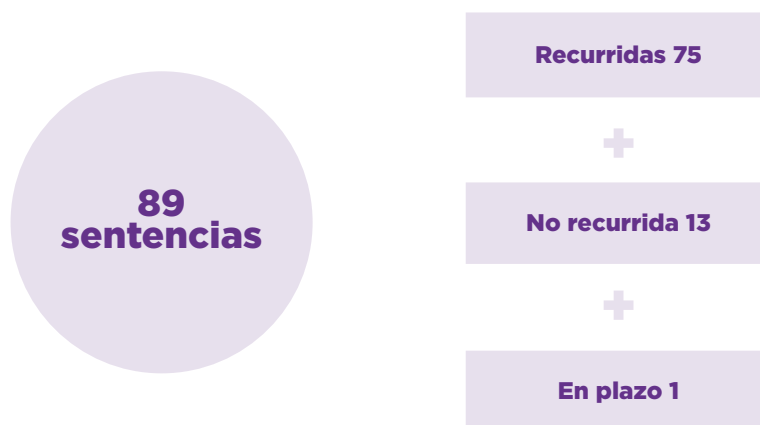 89
sentencias
Recurridas 75
+
No recurrida 13
+
En plazo 1